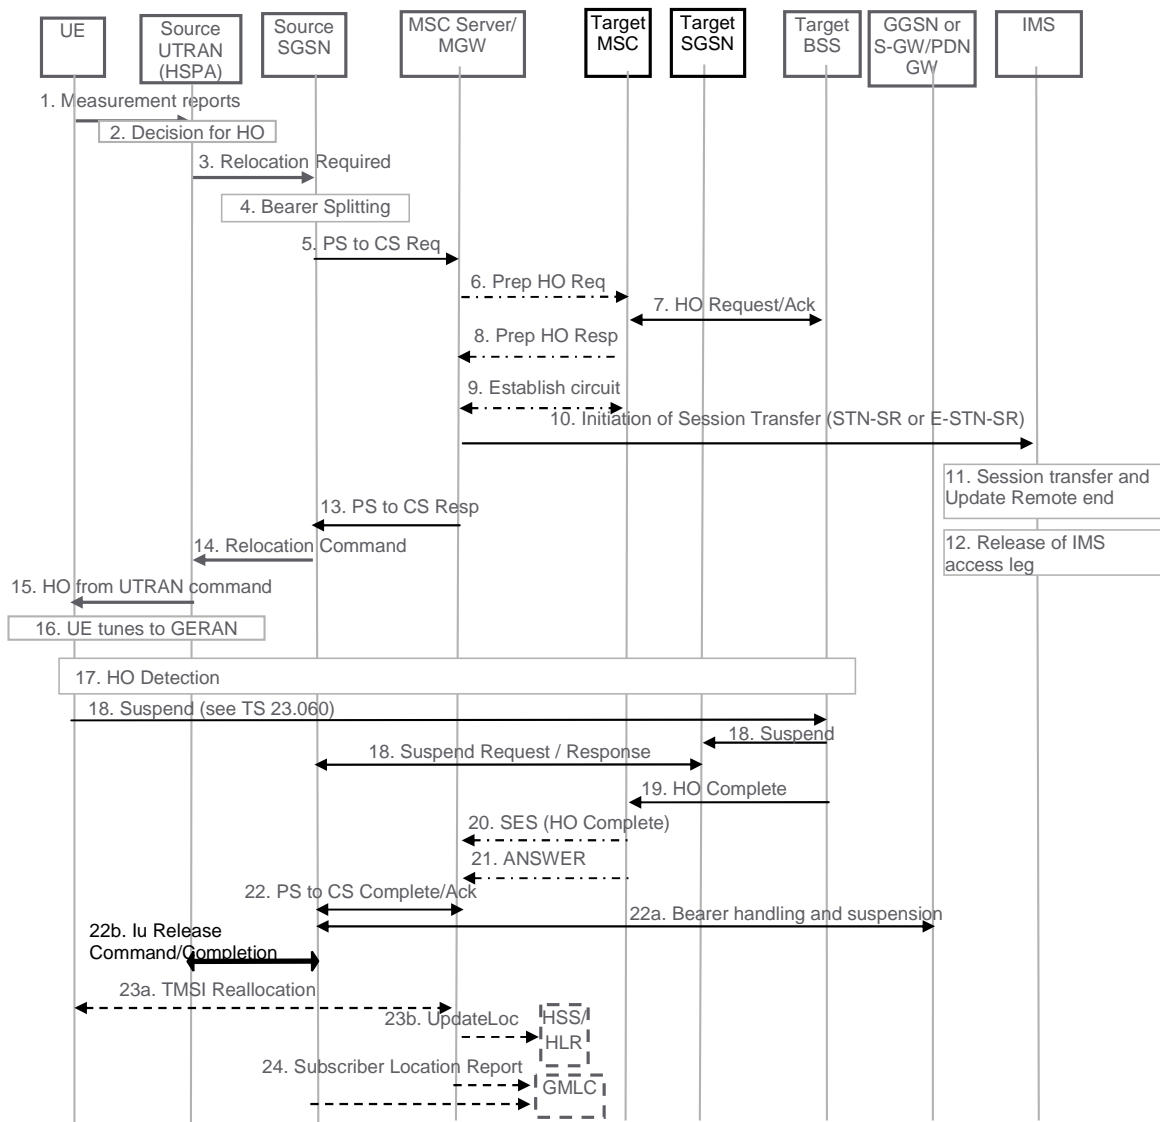 UE
Source
UTRAN
(HSPA)
Source
SGSN
MSC Server/
MGW
Target
MSC
Target
SGSN
Target
BSS
GGSN or
S-GW/PDN
GW
IMS
1. Measurement reports
2. Decision for HO
3. Relocation Required
4. Bearer Splitting
5. PS to CS Req
6. Prep HO Req
7. HO Request/Ack
8. Prep HO Resp
9. Establish circuit
10. Initiation of Session Transfer (STN-SR or E-STN-SR)
11. Session transfer and
Update Remote end
12. Release of IMS
access leg
13. PS to CS Resp
14. Relocation Command
15. HO from UTRAN command
16. UE tunes to GERAN
17. HO Detection
18. Suspend (see TS 23.060)
18. Suspend
18. Suspend Request / Response
19. HO Complete
20. SES (HO Complete)
21. ANSWER
22. PS to CS Complete/Ack
22a. Bearer handling and suspension
22b. Iu Release
Command/Completion
23a. TMSI Reallocation
23b. UpdateLoc
HSS/
HLR
24. Subscriber Location Report
GMLC